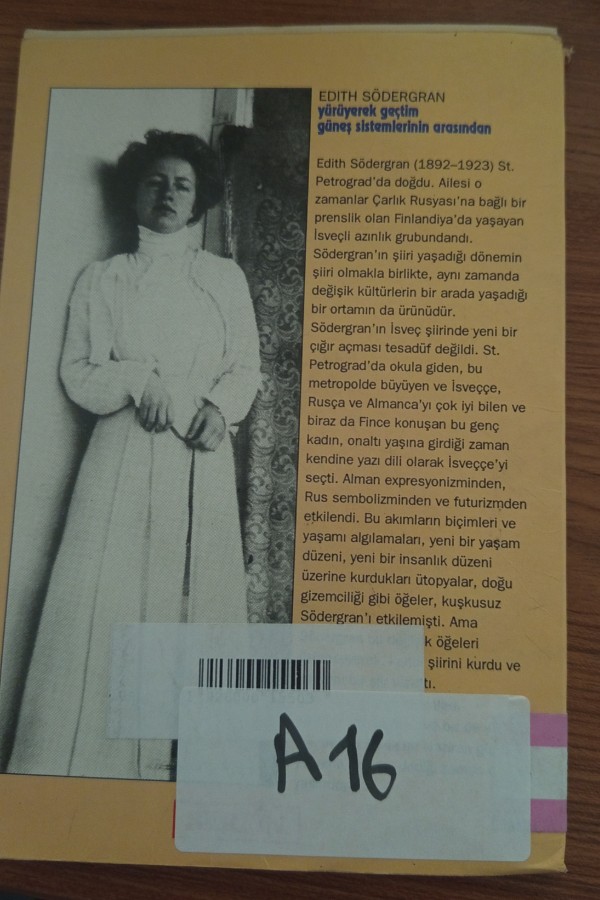 EDITH SÖDERGRAN
yürüyerek geçtim
güneş sistemlerinin arasından
Edith Södergran (1892–1923) St.
Petrograd'da doğdu. Ailesi o
zamanlar Çarlık Rusyası'na bağlı bir
prenslik olan Finlandiya'da yaşayan
İsveçli azınlık grubundandı.
Södergran'ın şiiri yaşadığı dönemin
şiiri olmakla birlikte, aynı zamanda
değişik kültürlerin bir arada yaşadığı
bir ortamın da ürünüdür.
Södergran'ın İsveç şiirinde yeni bir
çığır açması tesadüf değildi. St.
Petrograd'da okula giden, bu
metropolde büyüyen ve İsveççe,
Rusça ve Almanca'yı çok iyi bilen ve
biraz da Fince konuşan bu genç
kadın, onaltı yaşına girdiği zaman
kendine yazı dili olarak İsveççe'yi
seçti. Alman expresyonizminden,
Rus sembolizminden ve futurizmden
etkilendi. Bu akımların biçimleri ve
yaşamı algılamaları, yeni bir yaşam
düzeni, yeni bir insanlık düzeni
üzerine kurdukları ütopyalar, doğu
gizemciliği gibi öğeler, kuşkusuz
Södergran'ı etkilemişti. Ama
öğeleri
şiirini kurdu ve
A16